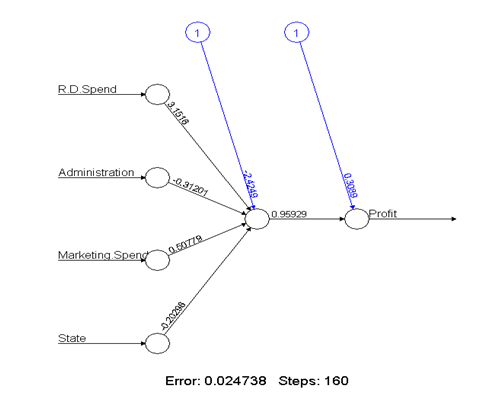 1 1
R.D.Spend
3.1516
Administration
-0.31201
-2.4249
0.3089
0.95929
Profit
Marketing.Spend
0.50779
State
-0.20298
Error: 0.024738 Steps: 160